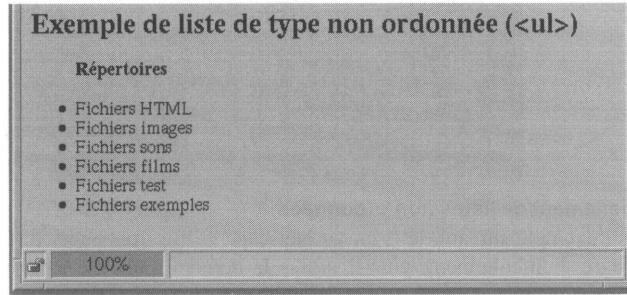 Exemple de liste de type non ordonnée (<ul>)
Répertoires
• Fichiers HTML
• Fichiers images
• Fichiers sons
• Fichiers films
• Fichiers test
• Fichiers exemples
100%